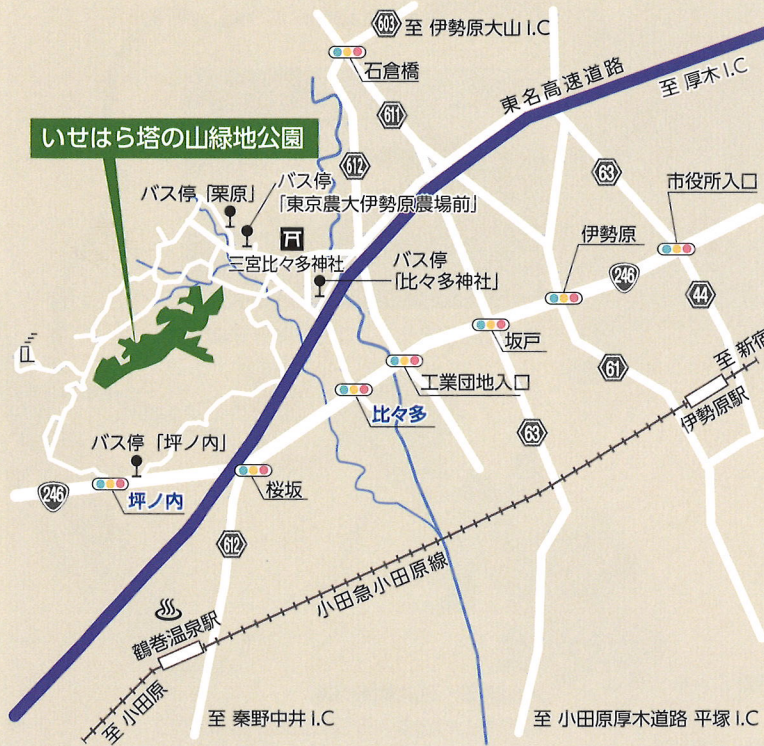 603
至 伊勢原大山 I.C
石倉橋
東名高速道路
至 厚木 I.C
611
いせはら塔の山緑地公園
612
63
バス停「栗原」
バス停
「東京農大伊勢原農場前」
市役所入口
三宮比々多神社
伊勢原
バス停
「比々多神社」
246
44
坂戸
至 新宿
工業団地入口
61
比々多
伊勢原駅
63
バス停「坪ノ内」
246
坪ノ内
桜坂
612
小田急小田原線
鶴巻温泉駅
至 小田原
至 秦野中井 I.C
至 小田原厚木道路 平塚 I.C